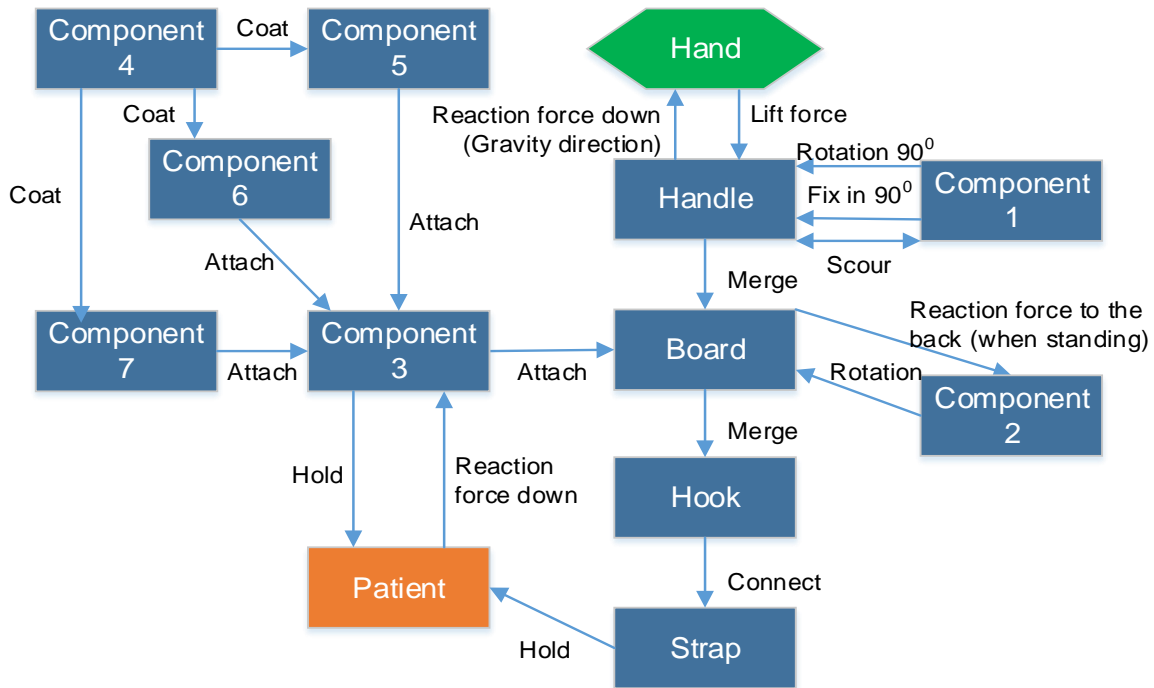 Component
4
Coat
Component
5
Hand
Coat
Reaction force down
(Gravity direction)
Lift force
Component
6
Rotation 90⁰
Handle
Fix in 90⁰
Component
1
Coat
Attach
Attach
Scour
Merge
Component
7
Attach
Component
3
Attach
Board
Reaction force to the
back (when standing)
Rotation
Component
2
Merge
Hold
Reaction
force down
Hook
Connect
Patient
Hold
Strap